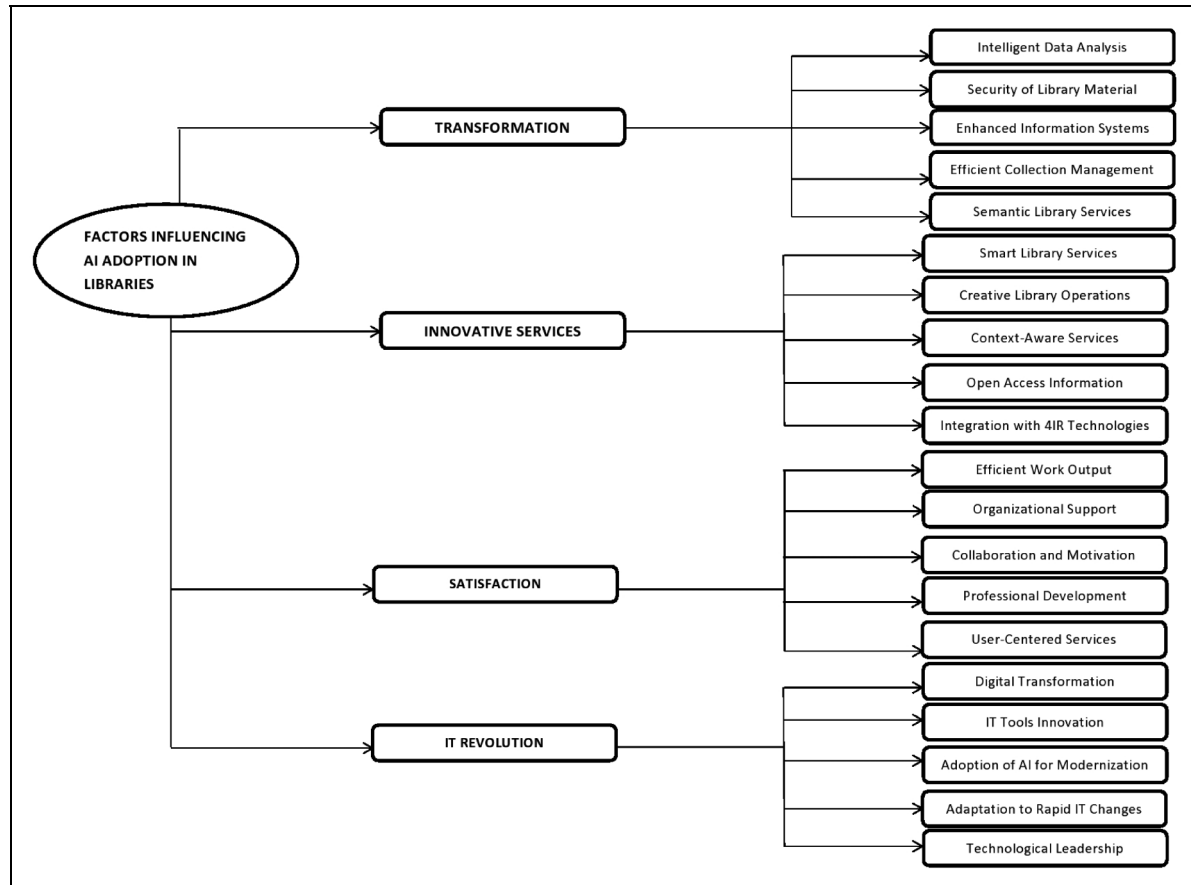 FACTORS INFLUENCING
AI ADOPTION IN
LIBRARIES
TRANSFORMATION
Intelligent Data Analysis
Security of Library Material
Enhanced Information Systems
Efficient Collection Management
Semantic Library Services
INNOVATIVE SERVICES
Smart Library Services
Creative Library Operations
Context-Aware Services
Open Access Information
Integration with 4IR Technologies
SATISFACTION
Efficient Work Output
Organizational Support
Collaboration and Motivation
Professional Development
User-Centered Services
IT REVOLUTION
Digital Transformation
IT Tools Innovation
Adoption of AI for Modernization
Adaptation to Rapid IT Changes
Technological Leadership